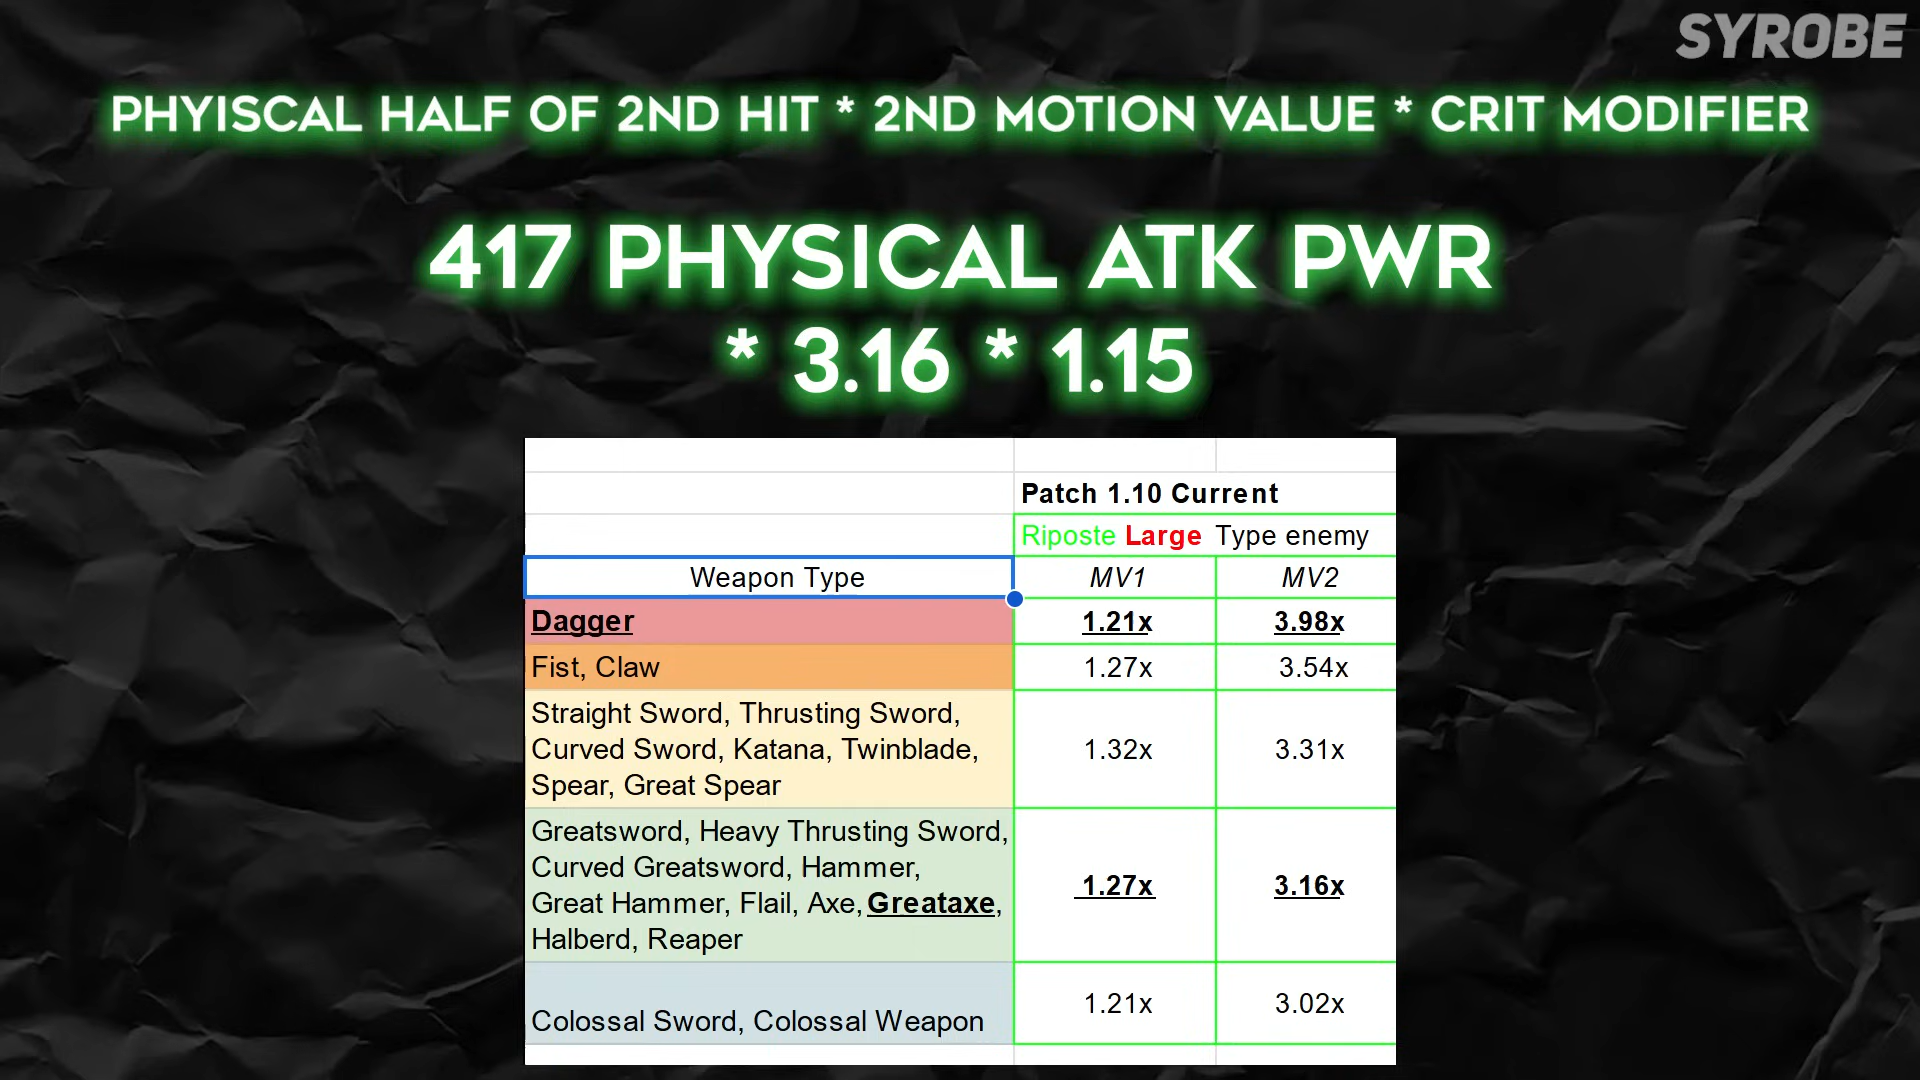 SYROBE
PHYISCAL HALF OF 2ND HIT * 2ND MOTION VALUE * CRIT MODIFIER
417 PHYSICAL ATK PWR
* 3.16 * 1.15
Patch 1.10 Current
Riposte Large Type enemy
Weapon Type MV1 MV2
Dagger 1.21x 3.98x
Fist, Claw 1.27x 3.54x
Straight Sword, Thrusting Sword,
Curved Sword, Katana, Twinblade, 1.32x 3.31x
Spear, Great Spear
Greatsword, Heavy Thrusting Sword,
Curved Greatsword, Hammer, 1.27x 3.16x
Great Hammer, Flail, Axe, Greataxe,
Halberd, Reaper
Colossal Sword, Colossal Weapon 1.21x 3.02x